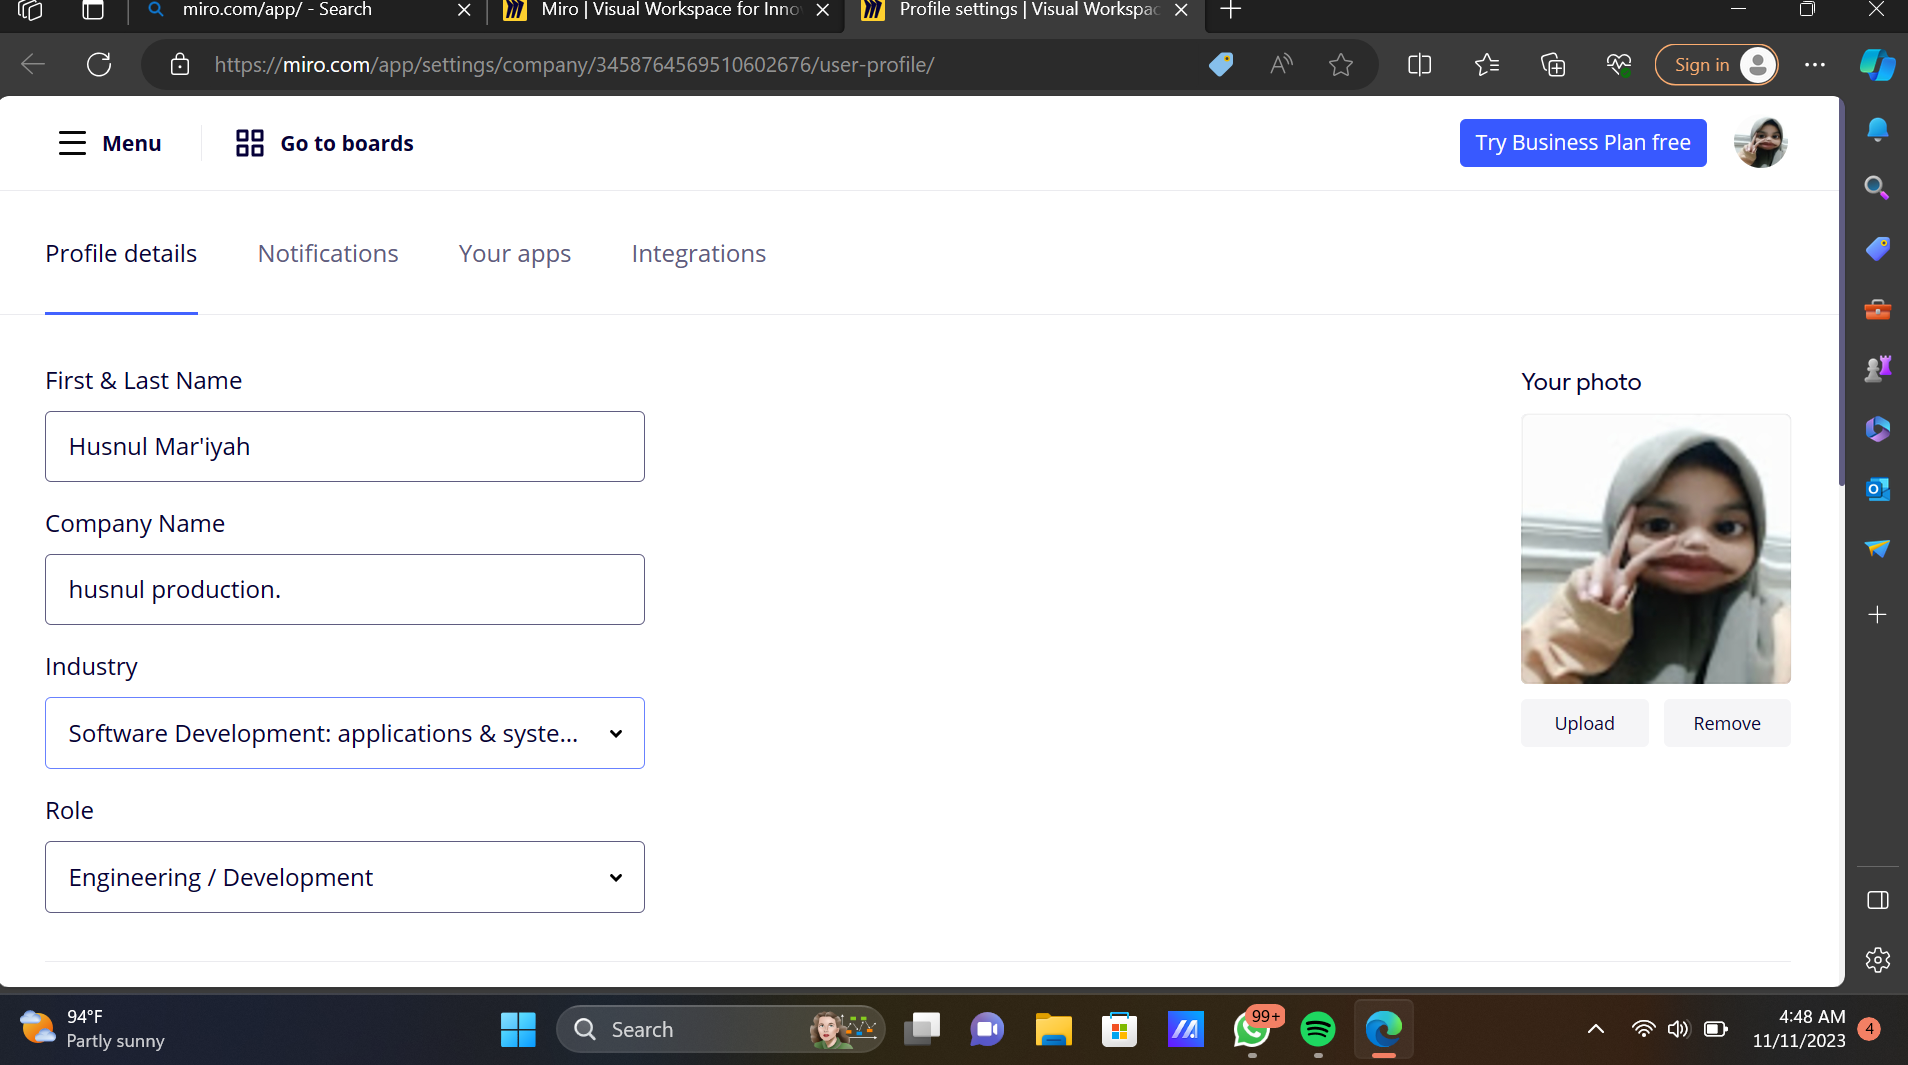 miro.com/app/ - Search
Miro | Visual Workspace for Inno
Profile settings | Visual Workspac
https://miro.com/app/settings/company/3458764569510602676/user-profile/
Sign in
Menu
Go to boards
Try Business Plan free
Profile details
Notifications
Your apps
Integrations
First & Last Name
Husnul Mar'iyah
Company Name
husnul production.
Industry
Software Development: applications & syste...
Role
Engineering / Development
Your photo
Upload
Remove
94°F
Partly sunny
Search
99+
4:48 AM
11/11/2023
4